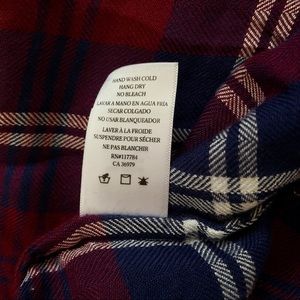 HAND WASH COLD
HANG DRY
NO BLEACH
LAVAR A MANO EN AGUA FRIA
SECAR COLGADO
NO USAR BLANQUEADOR
LAVER À LA FROIDE
SUSPENDRE POUR SÉCHER
NE PAS BLANCHIR
RN#117784
CA 36979